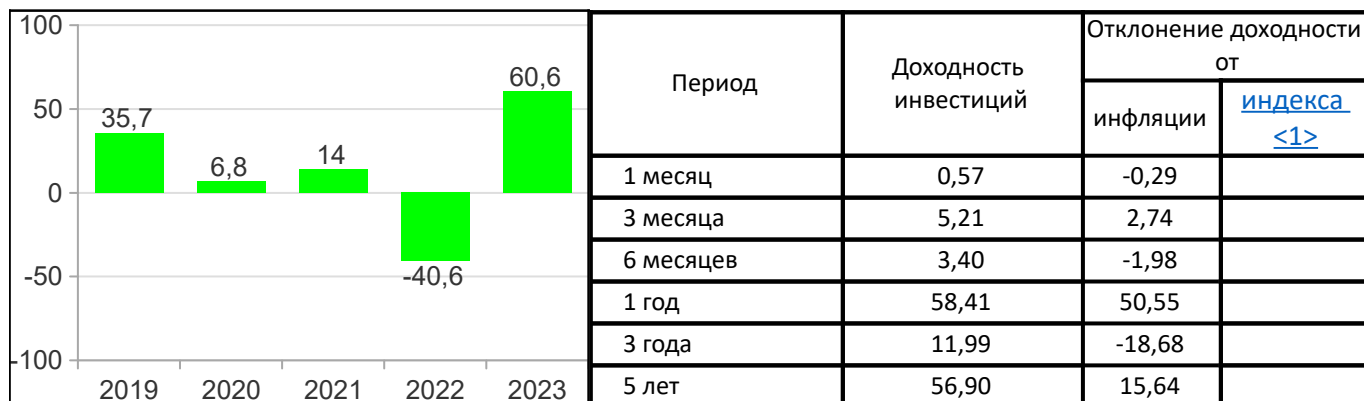 100
50
0
-50
-100
35,7
6,8
14
-40,6
60,6
2019 2020 2021 2022 2023
Период
Доходность
инвестиций
Отклонение доходности
от
инфляции
индекса
<1>
1 месяц 0,57 -0,29
3 месяца 5,21 2,74
6 месяцев 3,40 -1,98
1 год 58,41 50,55
3 года 11,99 -18,68
5 лет 56,90 15,64